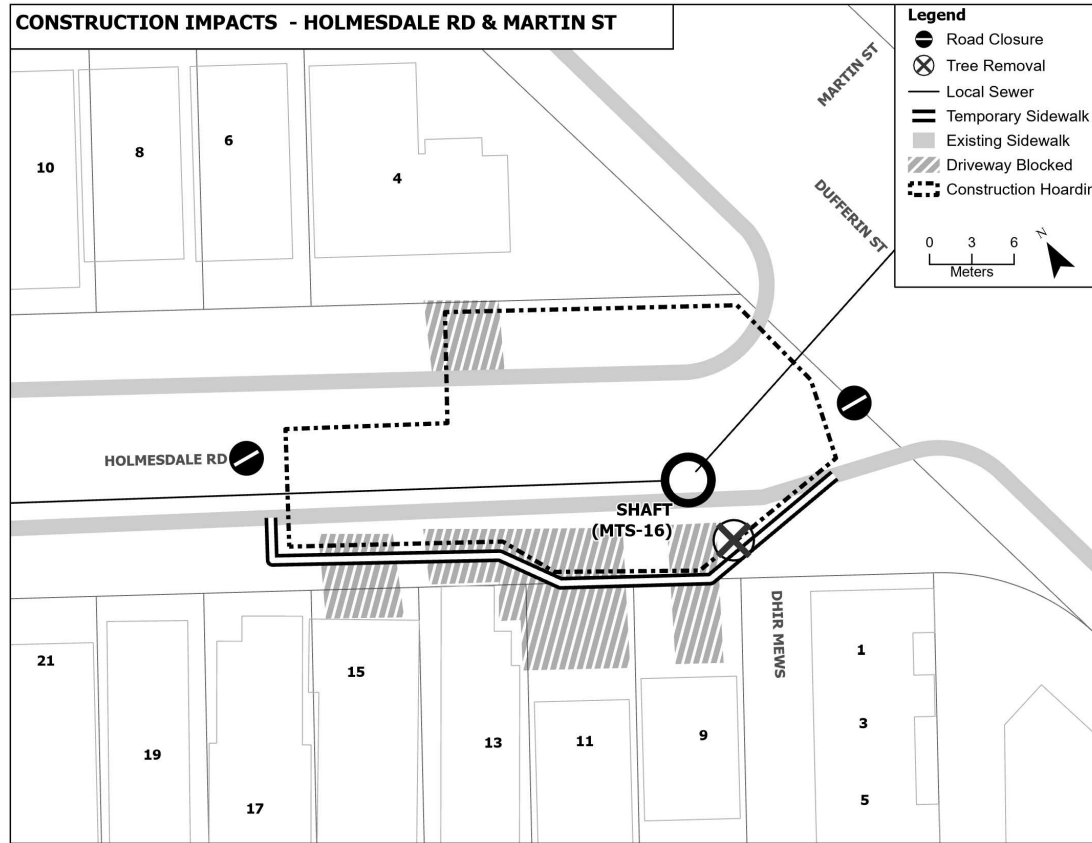 CONSTRUCTION IMPACTS - HOLMESDALE RD & MARTIN ST
Legend
Road Closure
Tree Removal
Local Sewer
Temporary Sidewalk
Existing Sidewalk
Driveway Blocked
Construction Hoardin
0 3 6
Meters
N
MARTIN ST
DUFFERIN ST
10
8
6
4
HOLMESDALE RD
SHAFT
(MTS-16)
DHIR MEWS
21
19
17
15
13
11
9
1
3
5